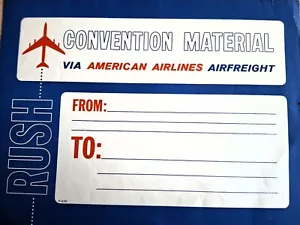 CONVENTION MATERIAL
VIA AMERICAN AIRLINES AIRFREIGHT
RUSH
FROM:
TO: